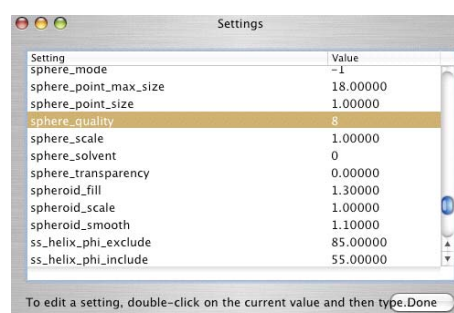 Settings
Setting Value
sphere_mode -1
sphere_point_max_size 18.00000
sphere_point_size 1.00000
sphere_quality 8
sphere_scale 1.00000
sphere_solvent 0
sphere_transparency 0.00000
spheroid_fill 1.30000
spheroid_scale 1.00000
spheroid_smooth 1.10000
ss_helix_phi_exclude 85.00000
ss_helix_phi_include 55.00000
To edit a setting, double-click on the current value and then type. Done